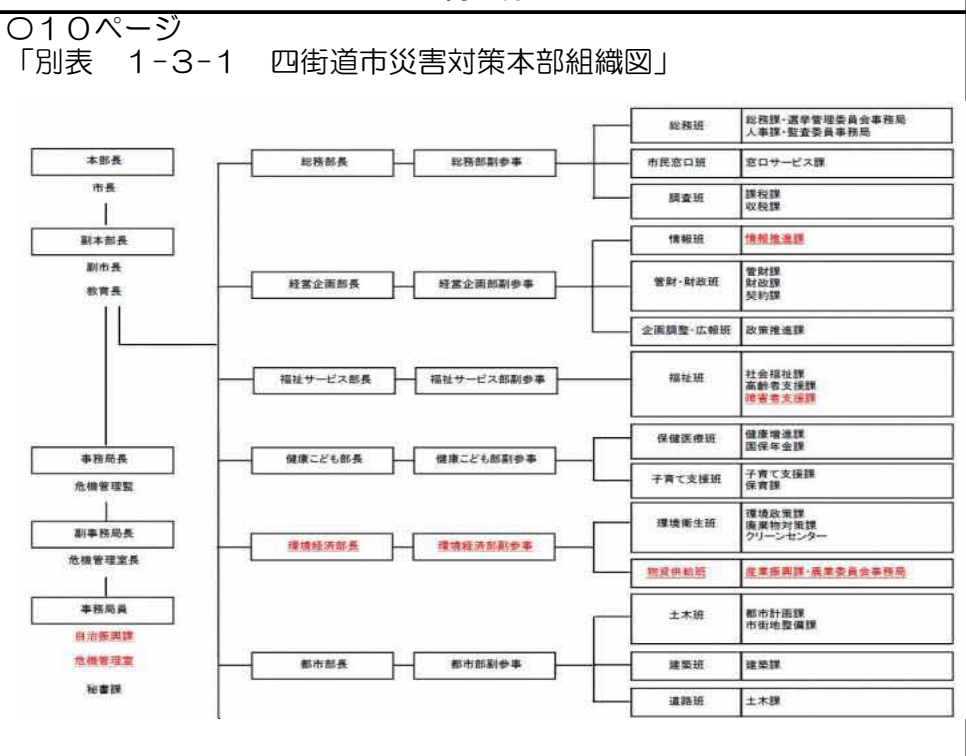 〇10ページ
「別表　1-3-1　四街道市災害対策本部組織図」
本部長
市長
副本部長
副市長
教育長
事務局長
危機管理監
副事務局長
危機管理室長
事務局員
自治振興課
危機管理室
秘書課
総務部長
総務部副参事
総務班
総務課・選挙管理委員会事務局
人事課・監査委員事務局
市民窓口班
窓口サービス課
調査班
課税課
収税課
経営企画部長
経営企画部副参事
情報班
情報推進課
管財・財政班
管財課
財政課
契約課
企画調整・広報班
政策推進課
福祉サービス部長
福祉サービス部副参事
福祉班
社会福祉課
高齢者支援課
障害者支援課
健康こども部長
健康こども部副参事
保健医療班
健康増進課
国保年金課
子育て支援班
子育て支援課
保育課
環境経済部長
環境経済部副参事
環境衛生班
環境政策課
廃棄物対策課
クリーンセンター
物資供給班
産業振興課・農業委員会事務局
都市部長
都市部副参事
土木班
都市計画課
市街地整備課
建築班
建築課
道路班
土木課